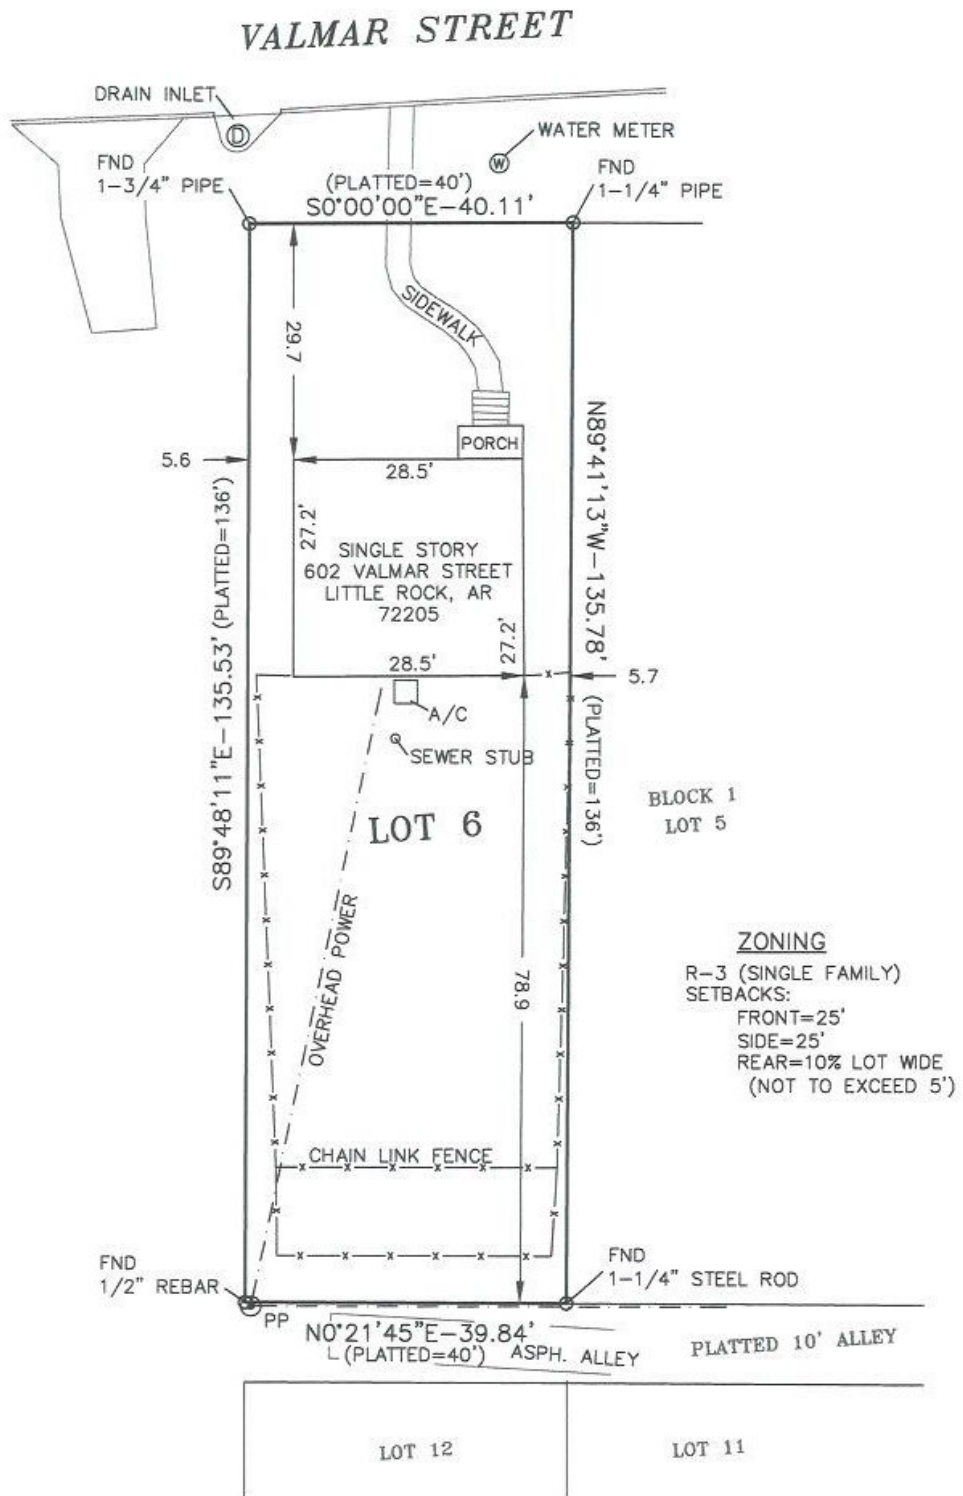 VALMAR STREET
DRAIN INLET
D
WATER METER
W
FND
1-3/4" PIPE
(PLATTED=40')
S0°00'00"E-40.11'
FND
1-1/4" PIPE
SIDEWALK
29.7
PORCH
5.6
28.5'
27.2'
SINGLE STORY
602 VALMAR STREET
LITTLE ROCK, AR
72205
27.2'
28.5'
N89°41'13"W-135.78'
(PLATTED=136')
S89°48'11"E-135.53' (PLATTED=136')
5.7
A/C
SEWER STUB
LOT 6
BLOCK 1
LOT 5
OVERHEAD POWER
78.9
ZONING
R-3 (SINGLE FAMILY)
SETBACKS:
FRONT=25'
SIDE=25'
REAR=10% LOT WIDE
(NOT TO EXCEED 5')
CHAIN LINK FENCE
FND
1/2" REBAR
PP
FND
1-1/4" STEEL ROD
N0°21'45"E-39.84'
(PLATTED=40')
ASPH. ALLEY
PLATTED 10' ALLEY
LOT 12
LOT 11